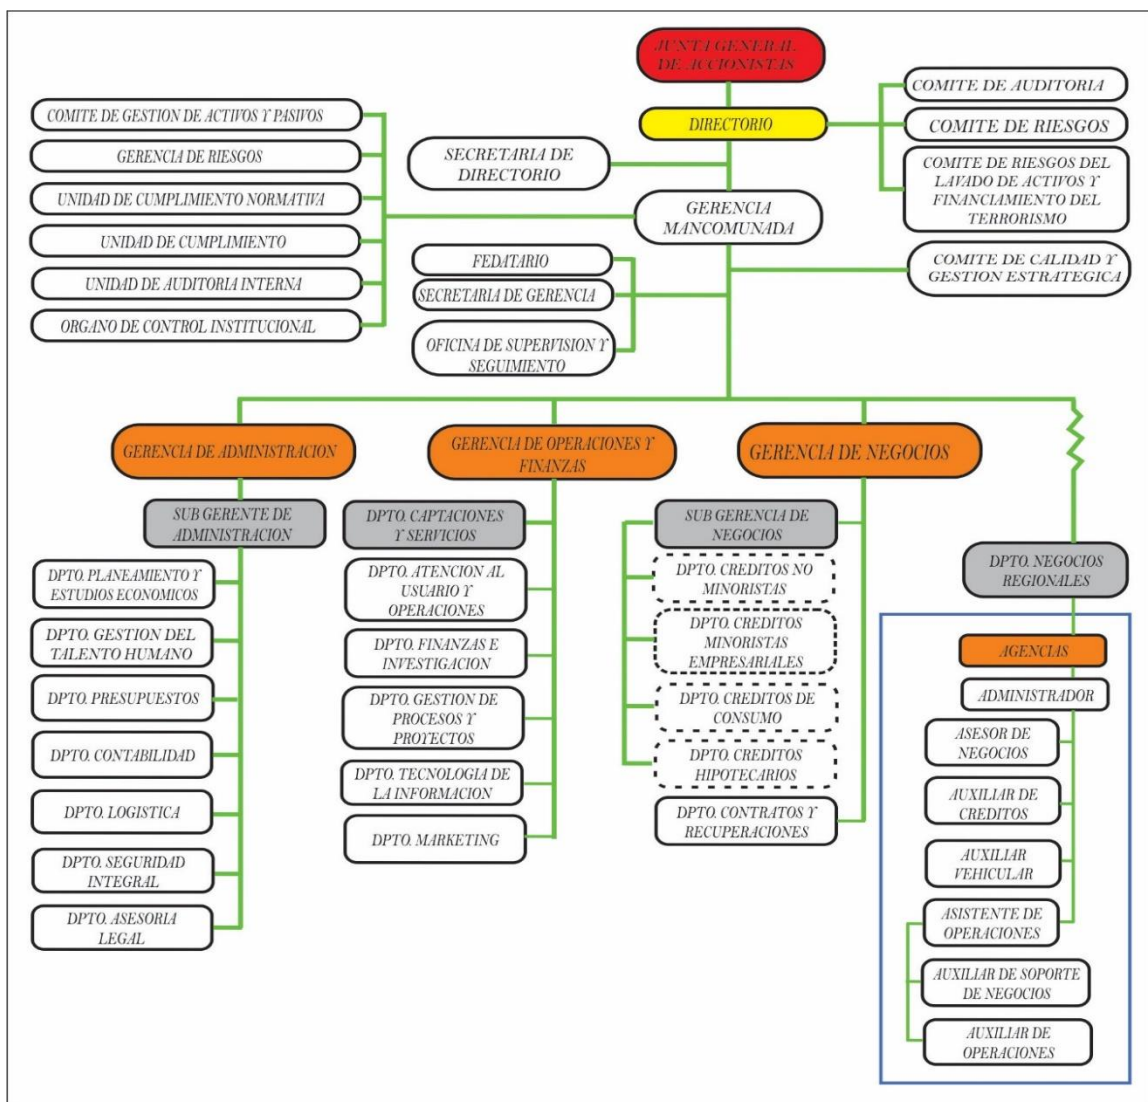 JUNTA GENERAL
DE ACCIONISTAS
DIRECTORIO
COMITE DE AUDITORIA
COMITE DE RIESGOS
COMITE DE RIESGOS DEL
LAVADO DE ACTIVOS Y
FINANCIAMIENTO DEL
TERRORISMO
SECRETARIA DE
DIRECTORIO
GERENCIA
MANCOMUNADA
COMITE DE GESTION DE ACTIVOS Y PASIVOS
GERENCIA DE RIESGOS
UNIDAD DE CUMPLIMIENTO NORMATIVA
UNIDAD DE CUMPLIMIENTO
UNIDAD DE AUDITORIA INTERNA
ORGANO DE CONTROL INSTITUCIONAL
COMITE DE CALIDAD Y
GESTION ESTRATEGICA
FEDATARIO
SECRETARIA DE GERENCIA
OFICINA DE SUPERVISION Y
SEGUIMIENTO
GERENCIA DE ADMINISTRACION
SUB GERENTE DE
ADMINISTRACION
DPTO. PLANEAMIENTO Y
ESTUDIOS ECONOMICOS
DPTO. GESTION DEL
TALENTO HUMANO
DPTO. PRESUPUESTOS
DPTO. CONTABILIDAD
DPTO. LOGISTICA
DPTO. SEGURIDAD
INTEGRAL
DPTO. ASESORIA
LEGAL
GERENCIA DE OPERACIONES Y
FINANZAS
DPTO. CAPTACIONES
Y SERVICIOS
DPTO. ATENCION AL
USUARIO Y
OPERACIONES
DPTO. FINANZAS E
INVESTIGACION
DPTO. GESTION DE
PROCESOS Y
PROYECTOS
DPTO. TECNOLOGIA DE
LA INFORMACION
DPTO. MARKETING
GERENCIA DE NEGOCIOS
SUB GERENCIA DE
NEGOCIOS
DPTO. CREDITOS NO
MINORISTAS
DPTO. CREDITOS
MINORISTAS
EMPRESARIALES
DPTO. CREDITOS DE
CONSUMO
DPTO. CREDITOS
HIPOTECARIOS
DPTO. CONTRATOS Y
RECUPERACIONES
DPTO. NEGOCIOS
REGIONALES
AGENCIAS
ADMINISTRADOR
ASESOR DE
NEGOCIOS
AUXILIAR DE
CREDITOS
AUXILIAR
VEHICULAR
ASISTENTE DE
OPERACIONES
AUXILIAR DE SOPORTE
DE NEGOCIOS
AUXILIAR DE
OPERACIONES